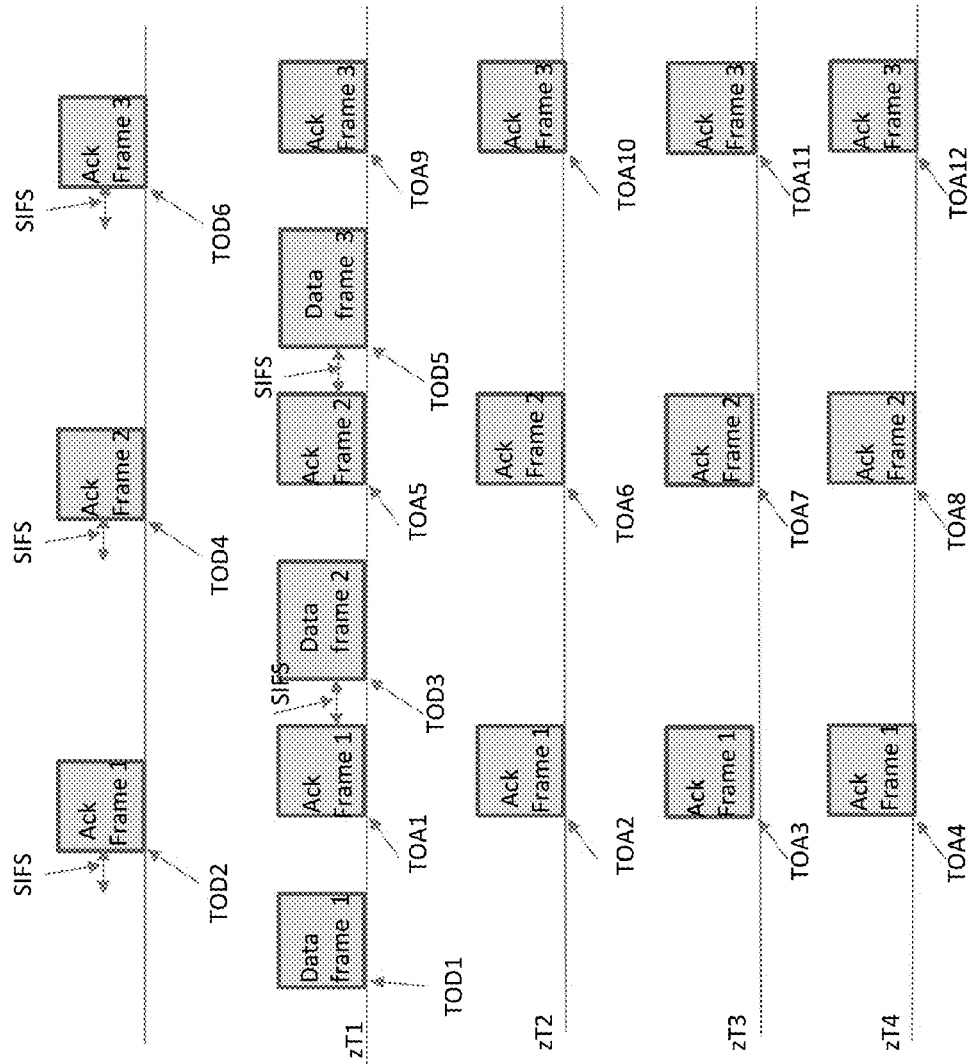 SIFS
SIFS
SIFS
Ack
Frame 1
Ack
Frame 2
Ack
Frame 3
TOD2
TOD4
TOD6
SIFS
SIFS
Data
frame 1
Ack
Frame 1
Data
frame 2
Ack
Frame 2
Data
frame 3
Ack
Frame 3
zT1
TOD1
TOA1
TOD3
TOA5
TOD5
TOA9
Ack
Frame 1
Ack
Frame 2
Ack
Frame 3
zT2
TOA2
TOA6
TOA10
Ack
Frame 1
Ack
Frame 2
Ack
Frame 3
zT3
TOA3
TOA7
TOA11
Ack
Frame 1
Ack
Frame 2
Ack
Frame 3
zT4
TOA4
TOA8
TOA12